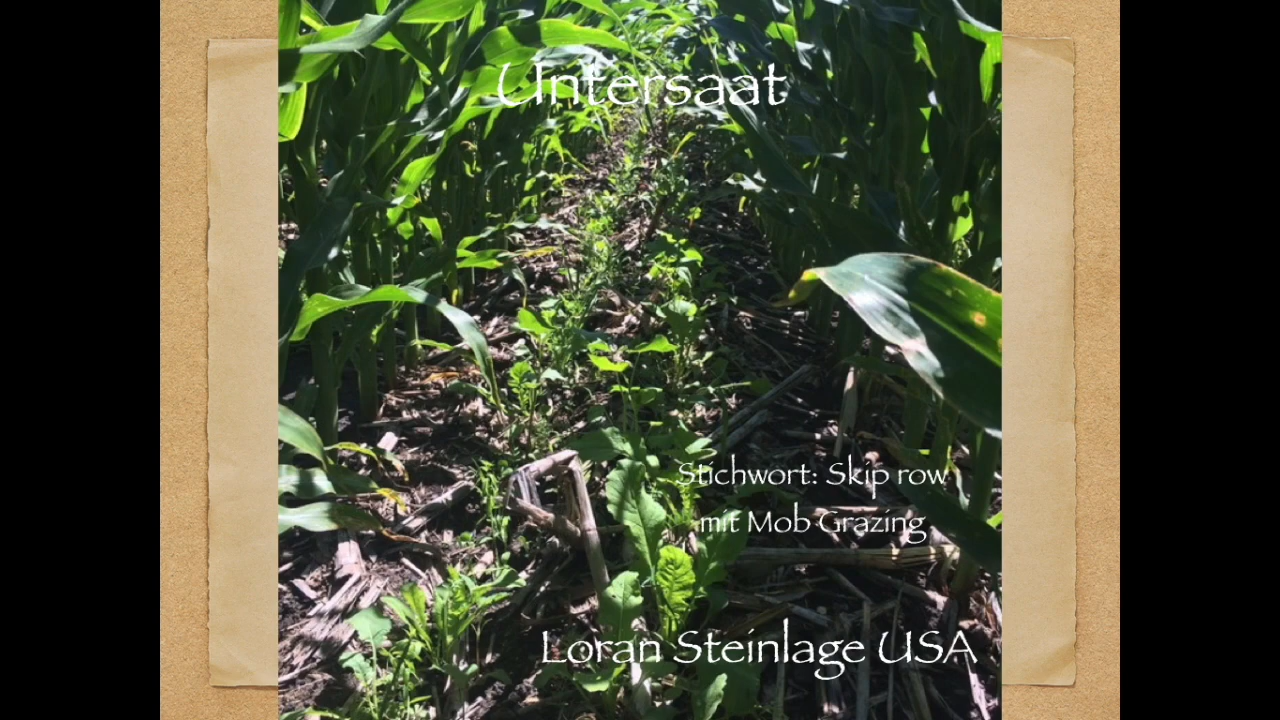 Untersaat
Stichwort: Skip row
mit Mob Grazing
Loran Steinlage USA